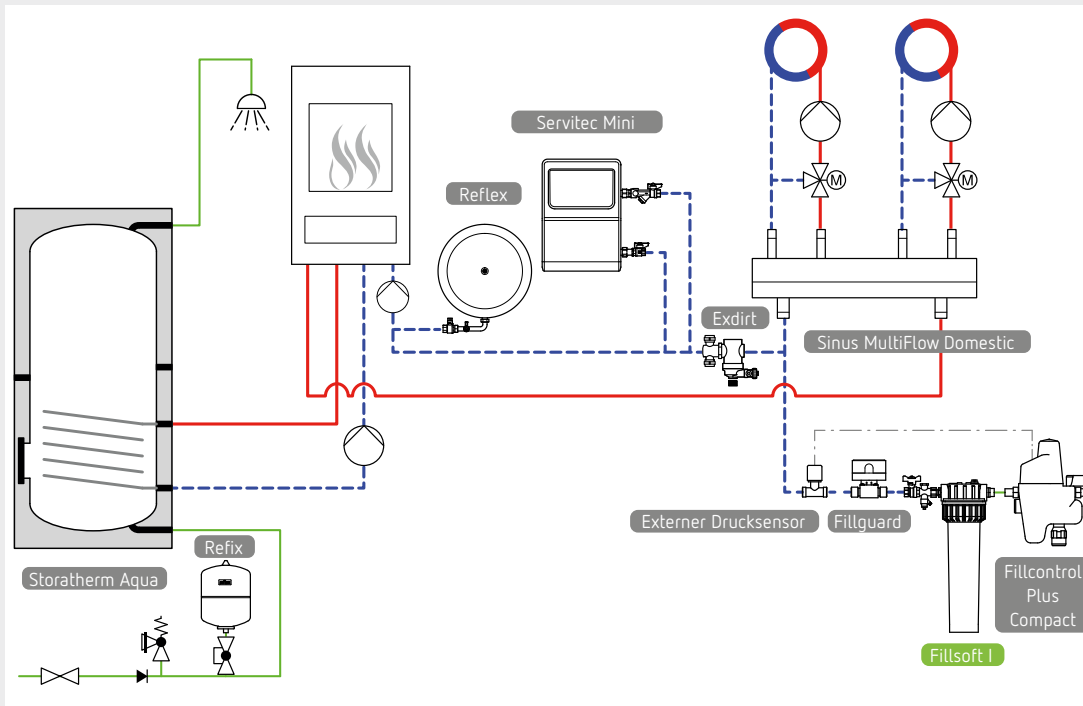 Servitec Mini
Reflex
M
M
Exdirt
Sinus MultiFlow Domestic
Externer Drucksensor
Fillguard
Refix
Storatherm Aqua
Fillcontrol
Plus
Compact
Fillsoft I